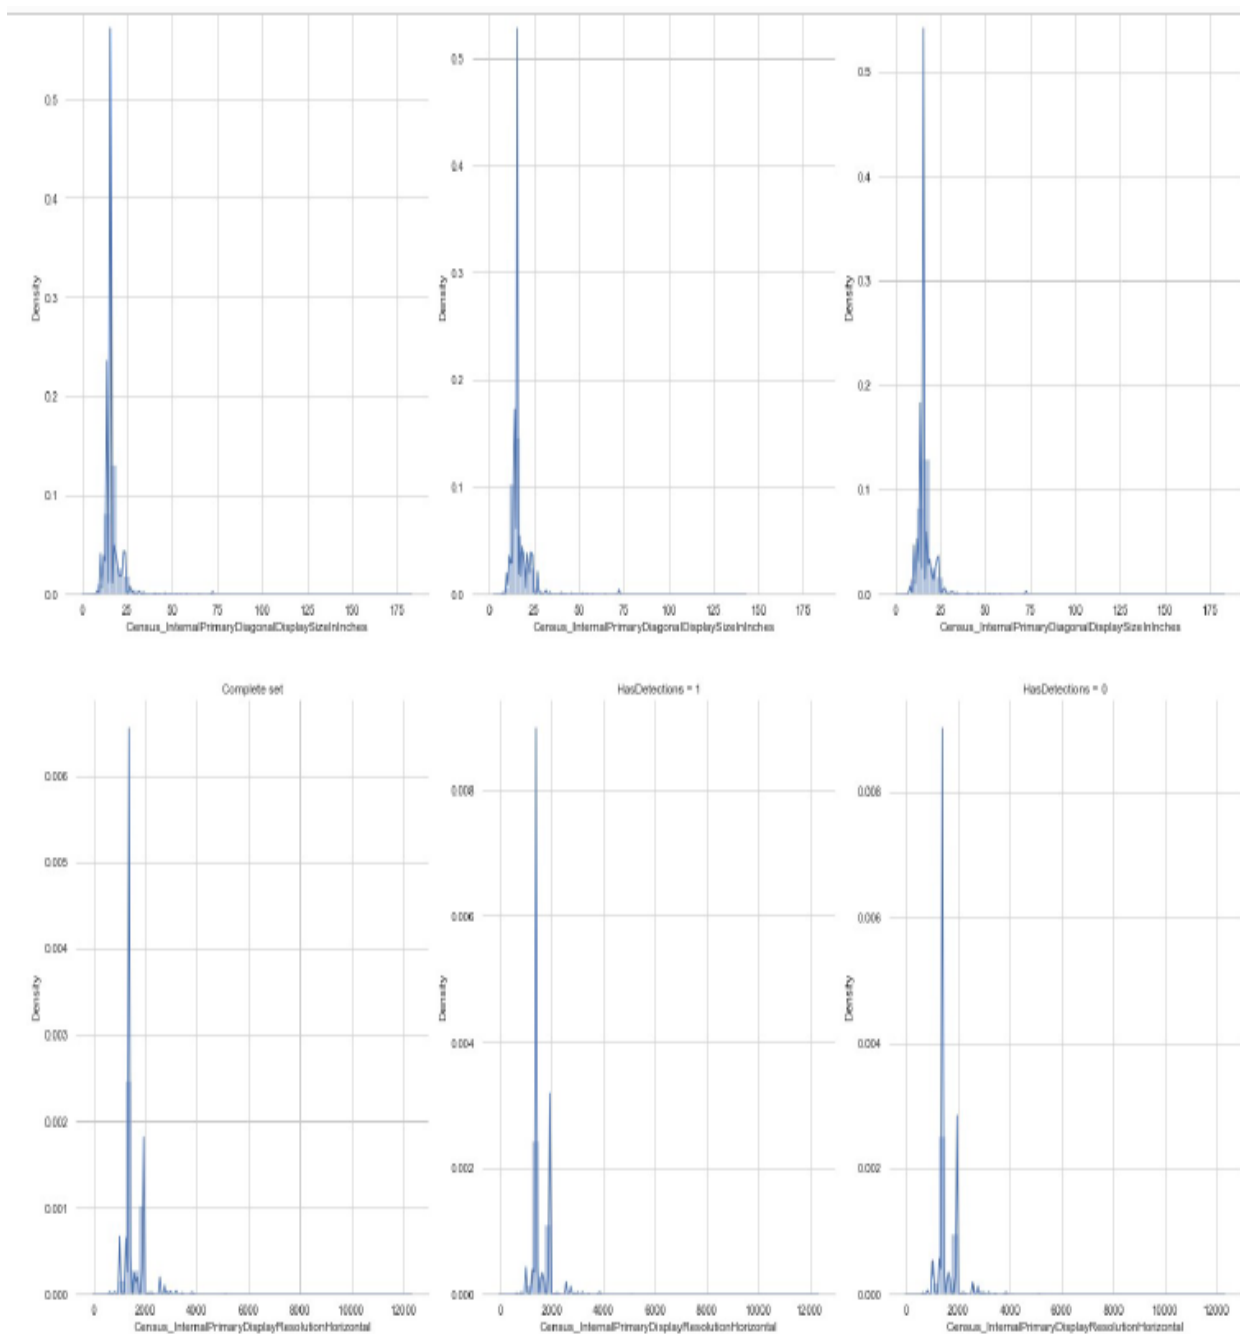 0.5
0.4
0.3
0.2
0.1
0.0
Density
0 25 50 75 100 125 150 175
Census_InternalPrimaryDiagonalDisplaySizeInInches
0.5
0.4
0.3
0.2
0.1
0.0
Density
0 25 50 75 100 125 150 175
Census_InternalPrimaryDiagonalDisplaySizeInInches
0.5
0.4
0.3
0.2
0.1
0.0
Density
0 25 50 75 100 125 150 175
Census_InternalPrimaryDiagonalDisplaySizeInInches
Complete set
0.006
0.005
0.004
0.003
0.002
0.001
0.000
Density
0 2000 4000 6000 8000 10000 12000
Census_InternalPrimaryDisplayResolutionHorizontal
HasDetections = 1
0.008
0.006
0.004
0.002
0.000
Density
0 2000 4000 6000 8000 10000 12000
Census_InternalPrimaryDisplayResolutionHorizontal
HasDetections = 0
0.008
0.006
0.004
0.002
0.000
Density
0 2000 4000 6000 8000 10000 12000
Census_InternalPrimaryDisplayResolutionHorizontal